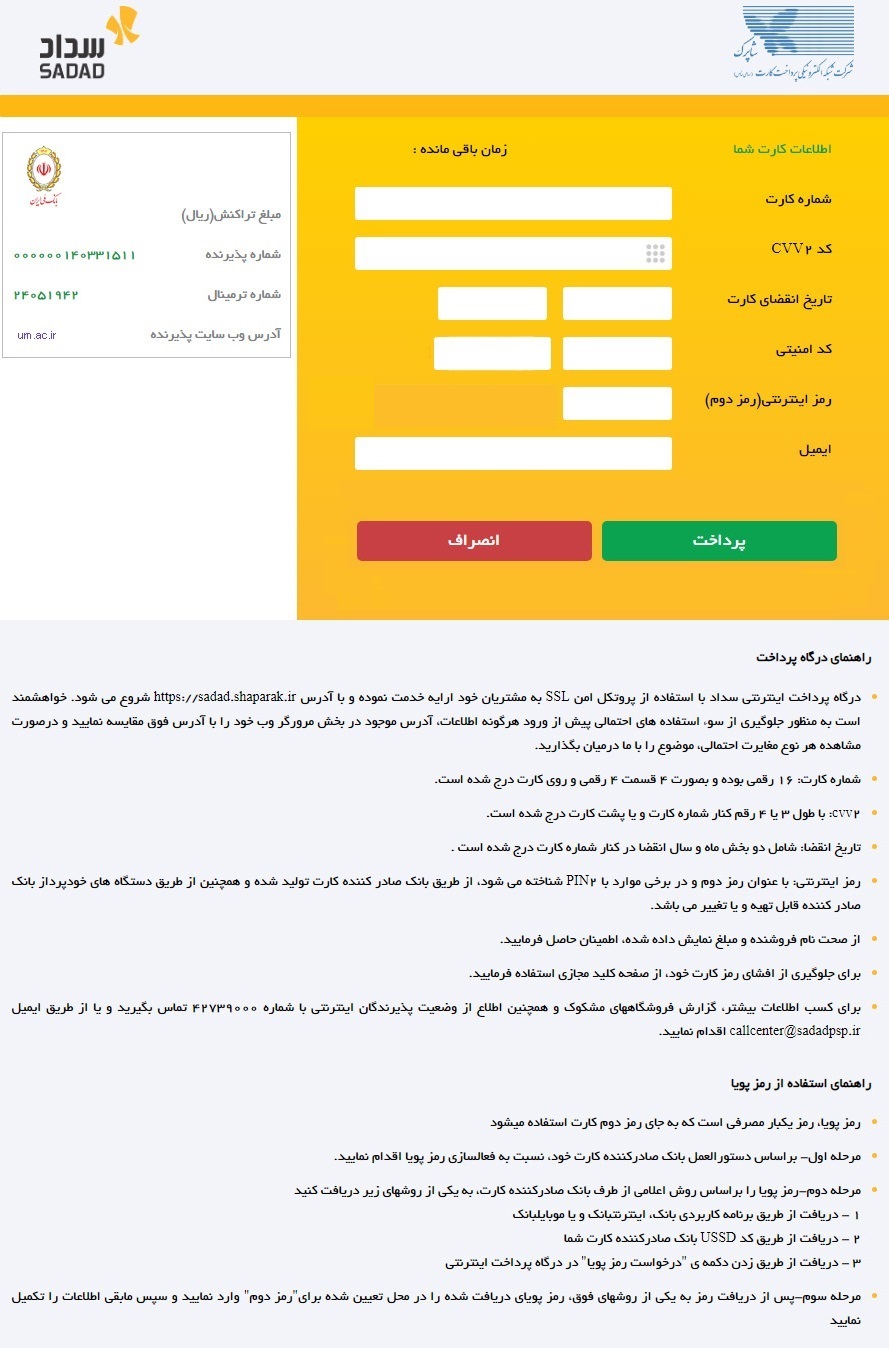 سداد
SADAD
شاپرک
شرکت شبکه الکترونیکی پرداخت کارت
اطلاعات کارت شما
زمان باقی مانده :
شماره کارت
کد CVV۲
تاریخ انقضای کارت
کد امنیتی
رمز اینترنتی(رمز دوم)
ایمیل
پرداخت
انصراف
بانک ملی ایران
مبلغ تراکنش(ریال)
شماره پذیرنده ۰۰۰۰۰۰۱۴۰۳۳۱۵۱۱
شماره ترمینال ۲۴۰۵۱۹۴۲
آدرس وب سایت پذیرنده um.ac.ir
راهنمای درگاه پرداخت
درگاه پرداخت اینترنتی سداد با استفاده از پروتکل امن SSL به مشتریان خود ارایه خدمت نموده و با آدرس https://sadad.shaparak.ir شروع می شود. خواهشمند
است به منظور جلوگیری از سوء استفاده های احتمالی پیش از ورود هرگونه اطلاعات، آدرس موجود در بخش مرورگر وب خود را با آدرس فوق مقایسه نمایید و درصورت
مشاهده هر نوع مغایرت احتمالی، موضوع را با ما درمیان بگذارید.
شماره کارت: ۱۶ رقمی بوده و بصورت ۴ قسمت ۴ رقمی و روی کارت درج شده است.
cvv۲: با طول ۳ یا ۴ رقم کنار شماره کارت و یا پشت کارت درج شده است.
تاریخ انقضا: شامل دو بخش ماه و سال انقضا در کنار شماره کارت درج شده است .
رمز اینترنتی: با عنوان رمز دوم و در برخی موارد با PIN۲ شناخته می شود، از طریق بانک صادر کننده کارت تولید شده و همچنین از طریق دستگاه های خودپرداز بانک
صادر کننده قابل تهیه و یا تغییر می باشد.
از صحت نام فروشنده و مبلغ نمایش داده شده، اطمینان حاصل فرمایید.
برای جلوگیری از افشای رمز کارت خود، از صفحه کلید مجازی استفاده فرمایید.
برای کسب اطلاعات بیشتر، گزارش فروشگاههای مشکوک و همچنین اطلاع از وضعیت پذیرندگان اینترنتی با شماره ۴۲۷۳۹۰۰۰ تماس بگیرید و یا از طریق ایمیل
callcenter@sadadpsp.ir اقدام نمایید.
راهنمای استفاده از رمز پویا
رمز پویا، رمز یکبار مصرفی است که به جای رمز دوم کارت استفاده میشود
مرحله اول- براساس دستورالعمل بانک صادرکننده کارت خود، نسبت به فعالسازی رمز پویا اقدام نمایید.
مرحله دوم-رمز پویا را براساس روش اعلامی از طرف بانک صادرکننده کارت، به یکی از روشهای زیر دریافت کنید
۱ - دریافت از طریق برنامه کاربردی بانک، اینترنتبانک و یا موبایلبانک
۲ - دریافت از طریق کد USSD بانک صادرکننده کارت شما
۳ - دریافت از طریق زدن دکمه ی "درخواست رمز پویا" در درگاه پرداخت اینترنتی
مرحله سوم-پس از دریافت رمز به یکی از روشهای فوق، رمز پویای دریافت شده را در محل تعیین شده برای"رمز دوم" وارد نمایید و سپس مابقی اطلاعات را تکمیل
نمایید